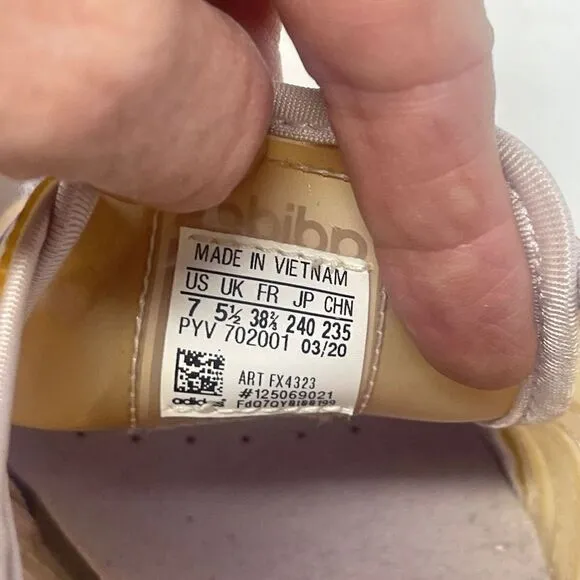 MADE IN VIETNAM
US UK FR JP CHN
7 5½ 38⅔ 240 235
PYV 702001 03/20
ART FX4323
#125069021